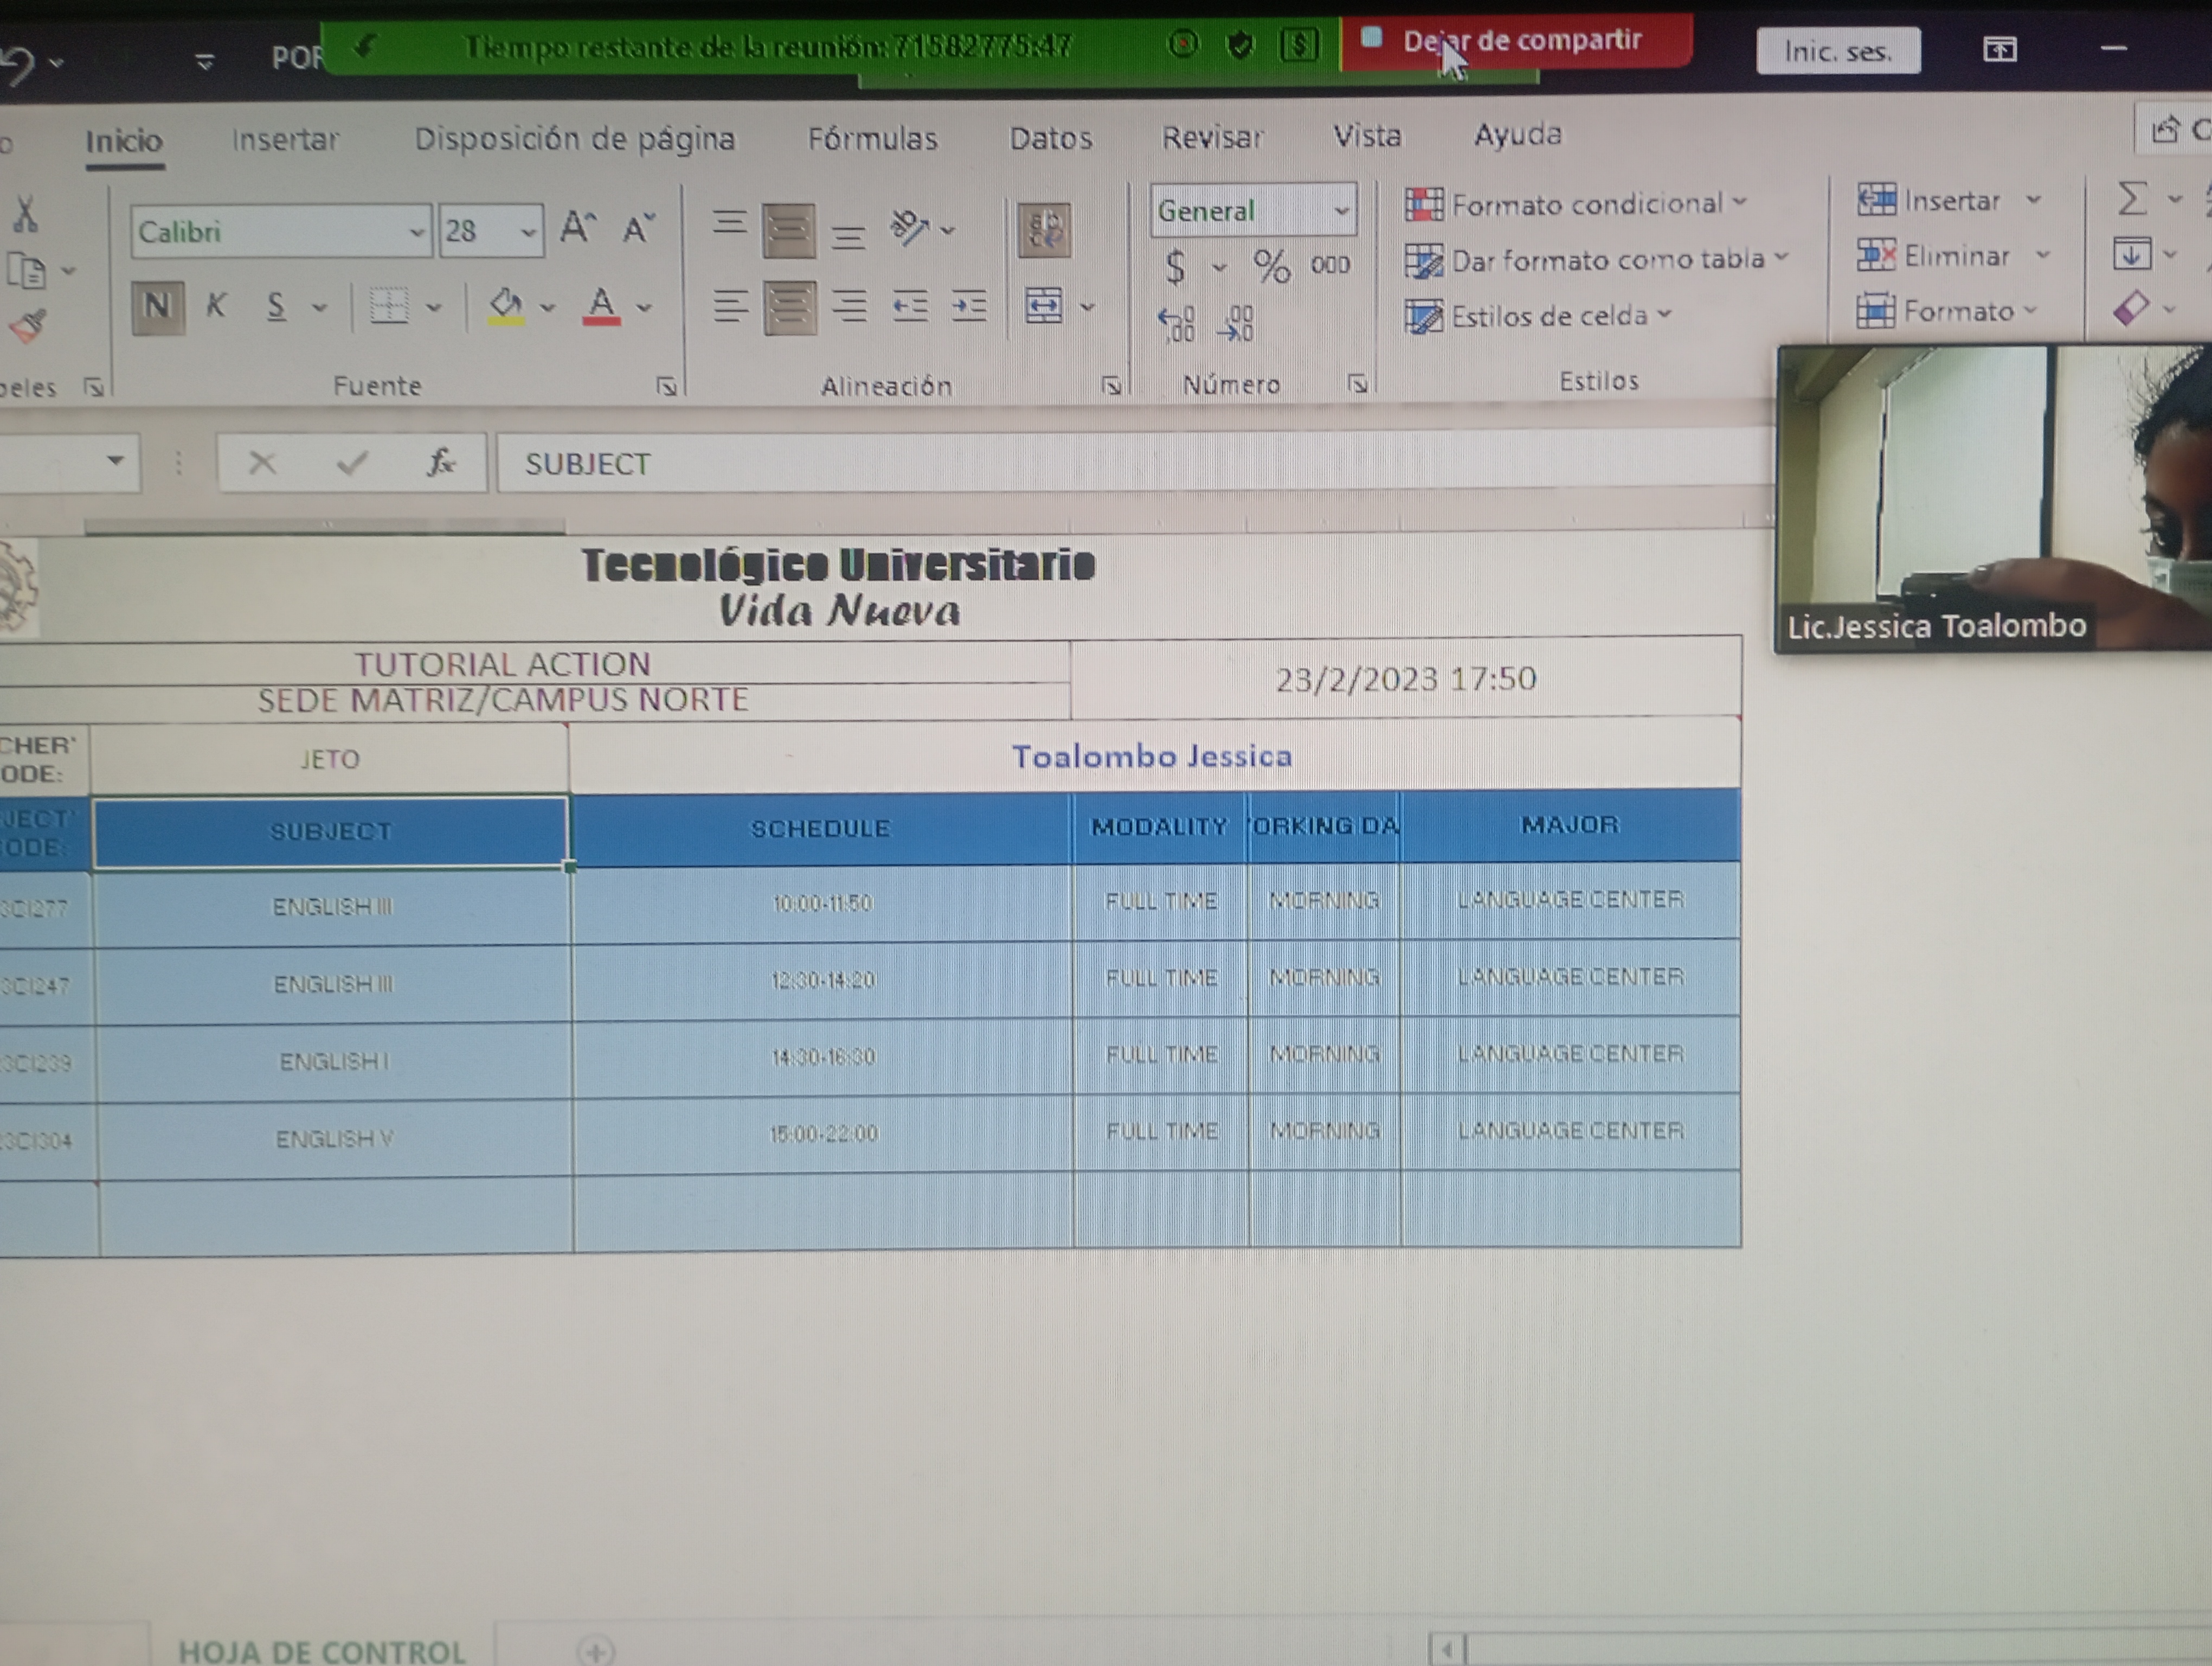 POR
Tiempo restante de la reunión: 71582775:47
Dejar de compartir
Inic. ses.
Inicio Insertar Disposición de página Fórmulas Datos Revisar Vista Ayuda
Calibri 28 General
Formato condicional
Dar formato como tabla
Estilos de celda
Insertar
Eliminar
Formato
N K S
$ % 000
Fuente Alineación Número Estilos
fx SUBJECT
Lic.Jessica Toalombo
Tecnológico Universitario
Vida Nueva
TUTORIAL ACTION
SEDE MATRIZ/CAMPUS NORTE
23/2/2023 17:50
CHER'
ODE:
JETO
Toalombo Jessica
JECT'
ODE:
SUBJECT SCHEDULE MODALITY ORKING DA MAJOR
3CI277 ENGLISH III 10:00-11:50 FULL TIME MORNING LANGUAGE CENTER
3CI247 ENGLISH III 12:30-14:20 FULL TIME MORNING LANGUAGE CENTER
3CI239 ENGLISH I 14:30-16:30 FULL TIME MORNING LANGUAGE CENTER
3CI304 ENGLISH V 15:00-22:00 FULL TIME MORNING LANGUAGE CENTER
HOJA DE CONTROL